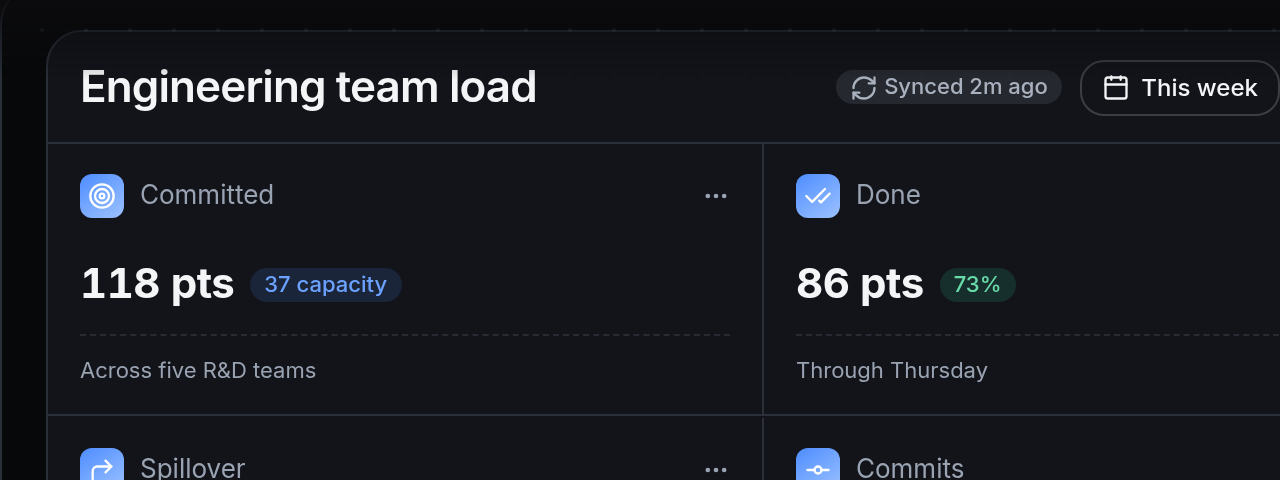 Engineering team load
Synced 2m ago
This week
Committed
Done
118 pts
37 capacity
86 pts
73%
Across five R&D teams
Through Thursday
Spillover
Commits